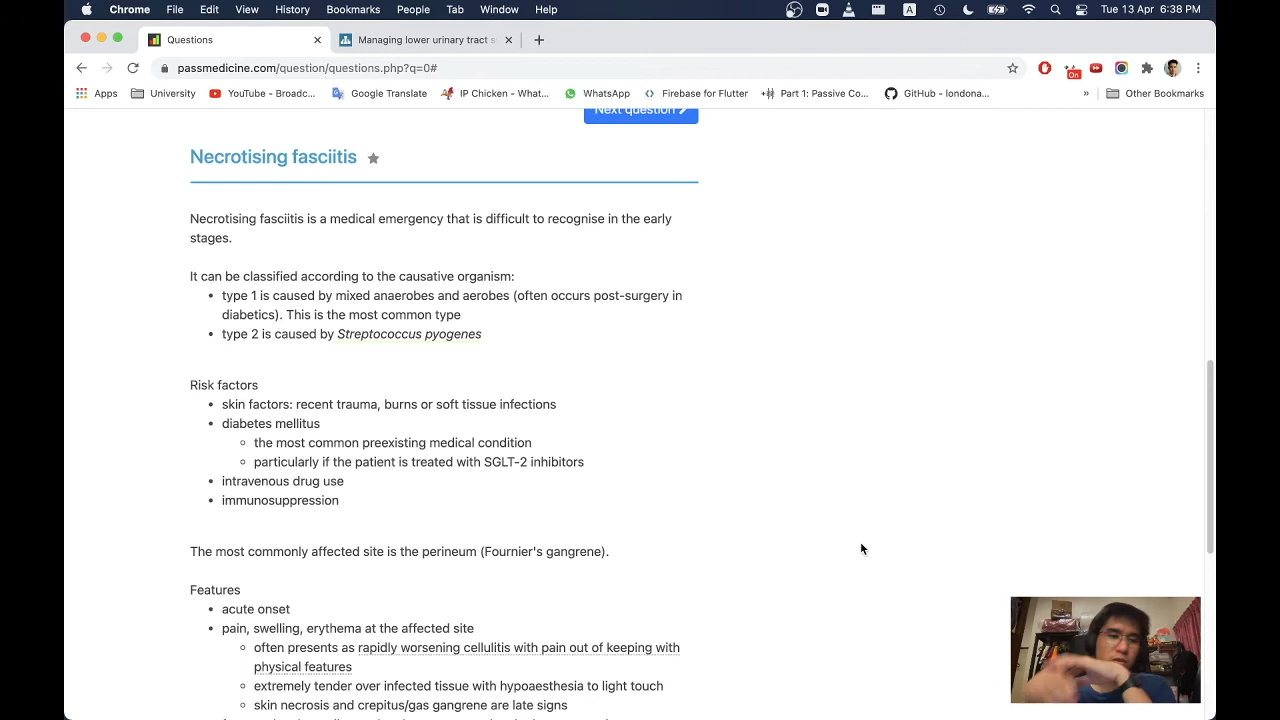 Chrome File Edit View History Bookmarks People Tab Window Help A Tue 13 Apr 6:38 PM
Questions Managing lower urinary tract s
passmedicine.com/question/questions.php?q=0# On
Apps University YouTube - Broadc... Google Translate IP Chicken - What... WhatsApp Firebase for Flutter Part 1: Passive Co... GitHub - londona... » Other Bookmarks
Next question
Necrotising fasciitis
Necrotising fasciitis is a medical emergency that is difficult to recognise in the early
stages.
It can be classified according to the causative organism:
• type 1 is caused by mixed anaerobes and aerobes (often occurs post-surgery in
diabetics). This is the most common type
• type 2 is caused by Streptococcus pyogenes
Risk factors
• skin factors: recent trauma, burns or soft tissue infections
• diabetes mellitus
◦ the most common preexisting medical condition
◦ particularly if the patient is treated with SGLT-2 inhibitors
• intravenous drug use
• immunosuppression
The most commonly affected site is the perineum (Fournier's gangrene).
Features
• acute onset
• pain, swelling, erythema at the affected site
◦ often presents as rapidly worsening cellulitis with pain out of keeping with
physical features
◦ extremely tender over infected tissue with hypoaesthesia to light touch
◦ skin necrosis and crepitus/gas gangrene are late signs